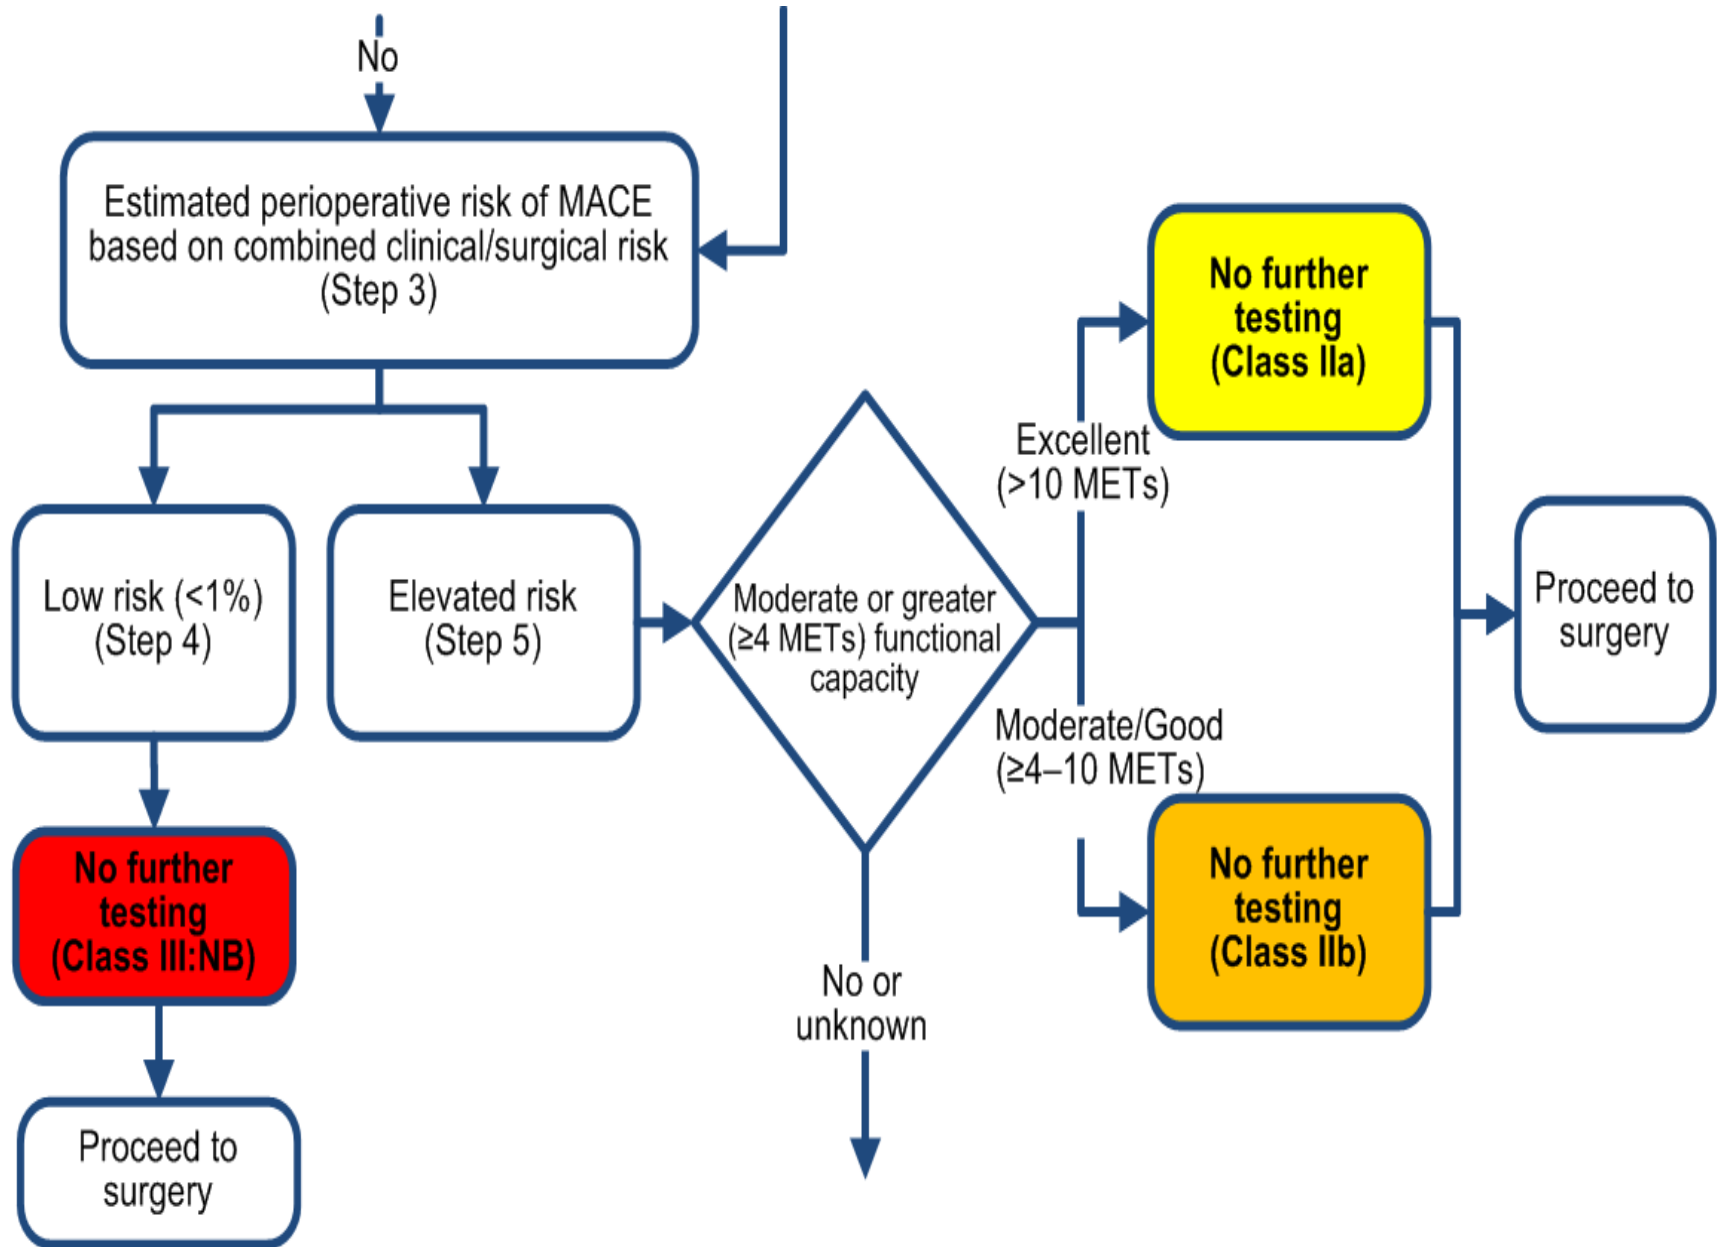 No
Estimated perioperative risk of MACE
based on combined clinical/surgical risk
(Step 3)
Low risk (<1%)
(Step 4)
Elevated risk
(Step 5)
Moderate or greater
(≥4 METs) functional
capacity
Excellent
(>10 METs)
No further
testing
(Class IIa)
Moderate/Good
(≥4–10 METs)
No further
testing
(Class IIb)
Proceed to
surgery
No further
testing
(Class III:NB)
No or
unknown
Proceed to
surgery